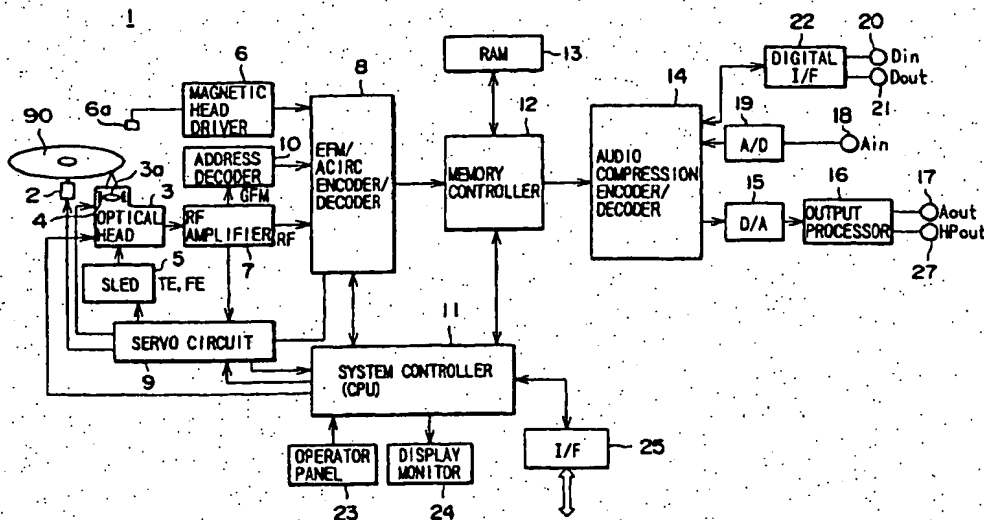 1
90
6a
2
3a
3
4
OPTICAL
HEAD
5
SLED
TE, FE
6
MAGNETIC
HEAD
DRIVER
10
ADDRESS
DECODER
GFM
RF
AMPLIFIER
RF
7
SERVO CIRCUIT
9
8
EFM/
ACIRC
ENCODER/
DECODER
RAM
13
12
MEMORY
CONTROLLER
11
SYSTEM CONTROLLER
(CPU)
OPERATOR
PANEL
23
DISPLAY
MONITOR
24
I/F
25
14
AUDIO
COMPRESSION
ENCODER/
DECODER
22
DIGITAL
I/F
20
Din
Dout
21
19
A/D
18
Ain
15
D/A
16
OUTPUT
PROCESSOR
17
Aout
HPout
27